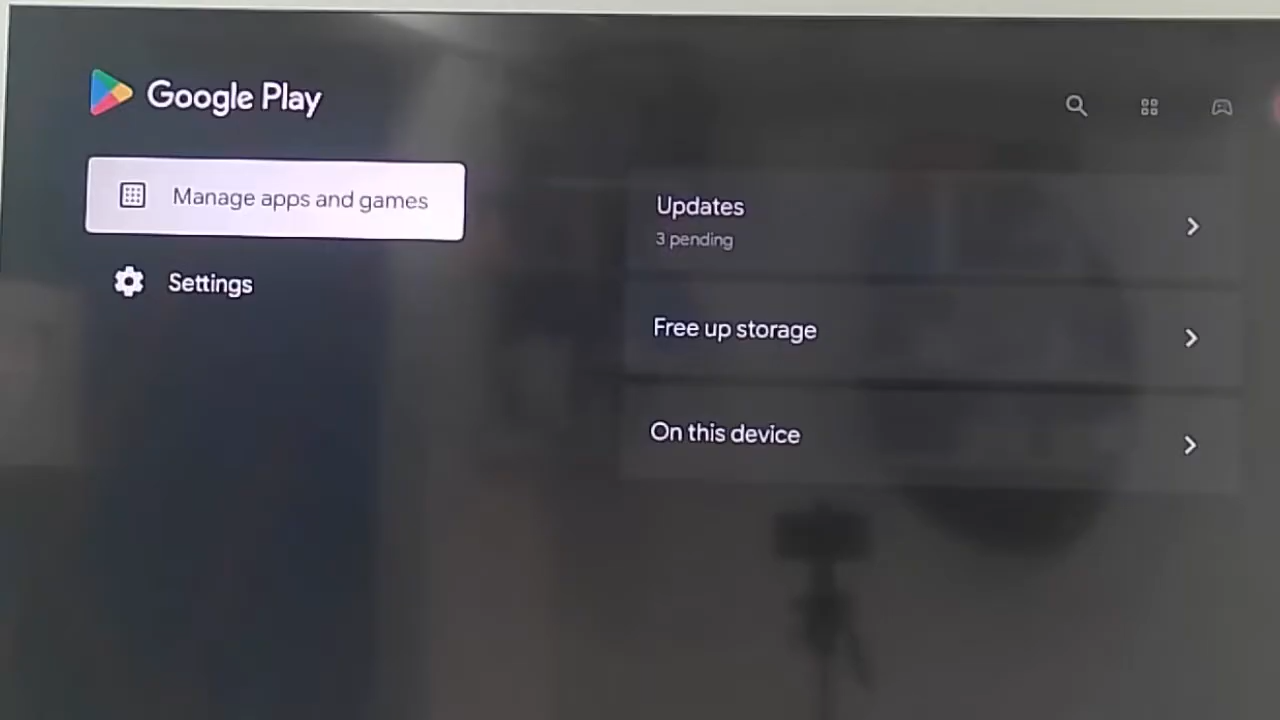 Google Play
Manage apps and games
Settings
Updates
3 pending
Free up storage
On this device